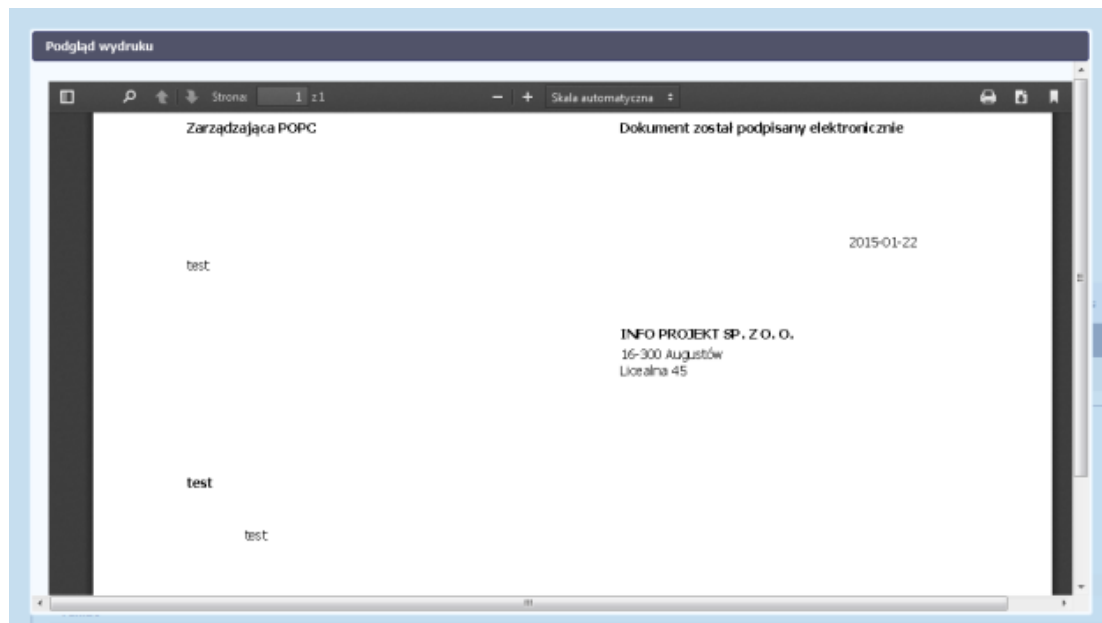 Podgląd wydruku
Strona: 1 z 1
Skala automatyczna
Zarządzająca POPC
Dokument został podpisany elektronicznie
2015-01-22
test
INFO PROJEKT SP. Z O. O.
16-300 Augustów
Licealna 45
test
test